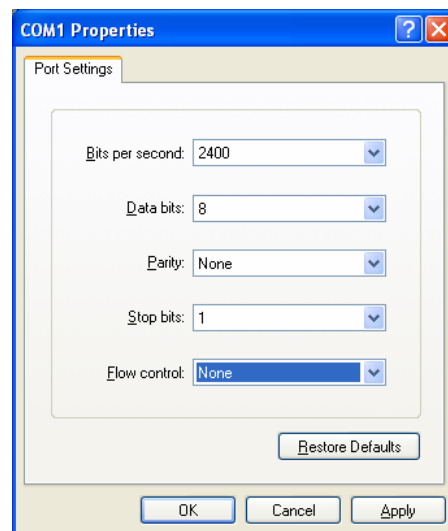 COM1 Properties
Port Settings
Bits per second: 2400
Data bits: 8
Parity: None
Stop bits: 1
Flow control: None
Restore Defaults
OK Cancel Apply